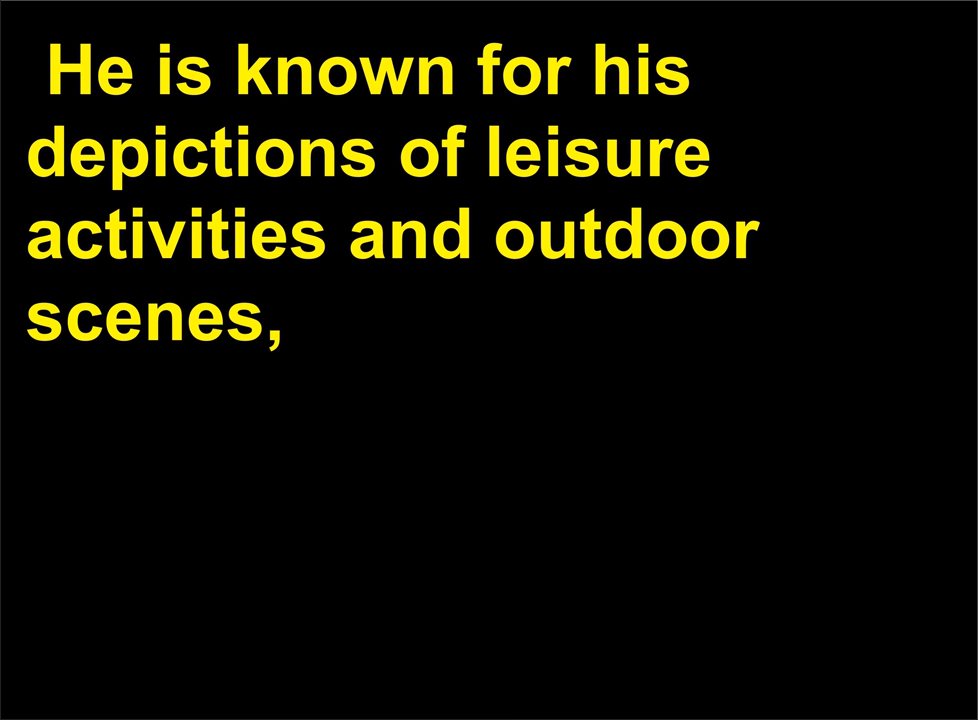 He is known for his
depictions of leisure
activities and outdoor
scenes,